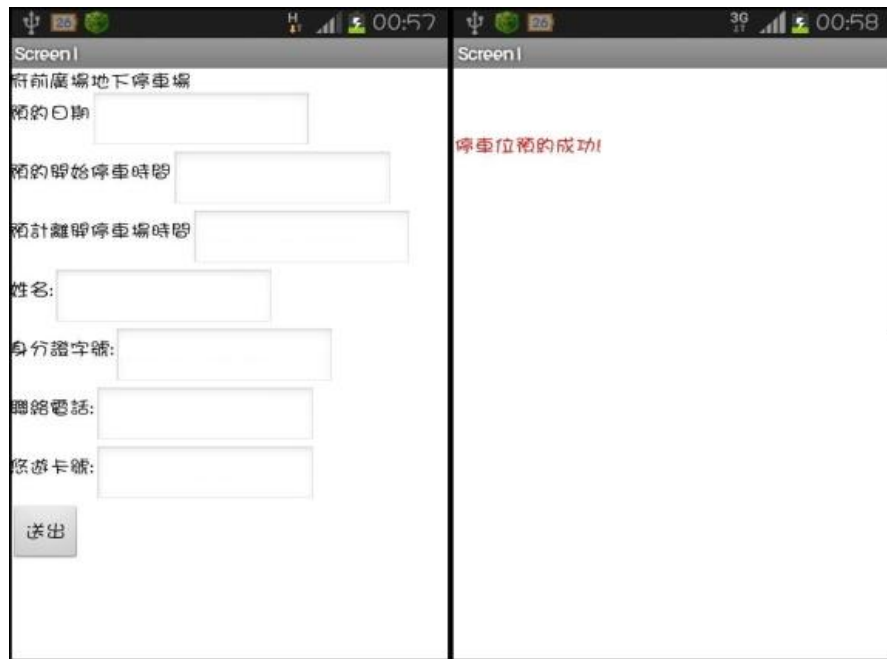 26
H
00:57
Screen1
府前廣場地下停車場
預約日期
預約開始停車時間
預計離開停車場時間
姓名:
身分證字號:
聯絡電話:
悠遊卡號:
送出
26
3G
00:58
Screen1
停車位預約成功!